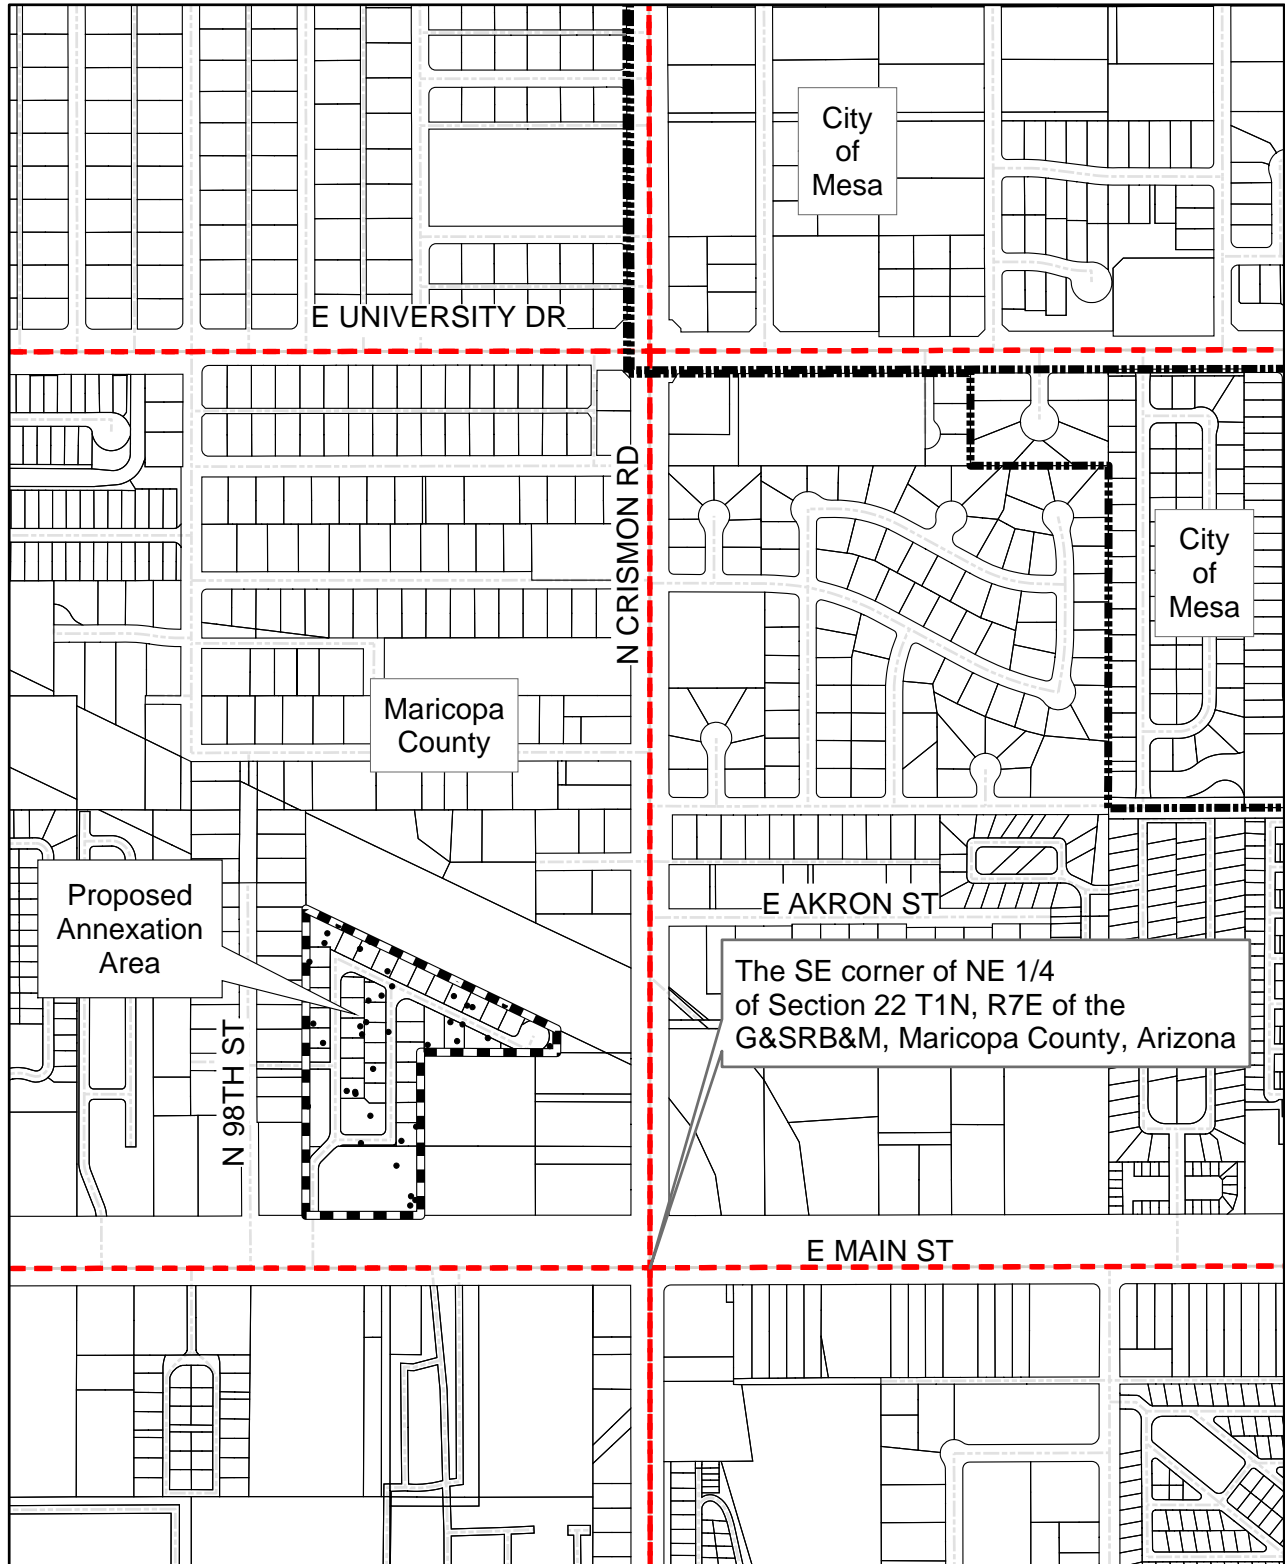 City
of
Mesa
E UNIVERSITY DR
N CRISMON RD
City
of
Mesa
Maricopa
County
Proposed
Annexation
Area
E AKRON ST
The SE corner of NE 1/4
of Section 22 T1N, R7E of the
G&SRB&M, Maricopa County, Arizona
N 98TH ST
E MAIN ST